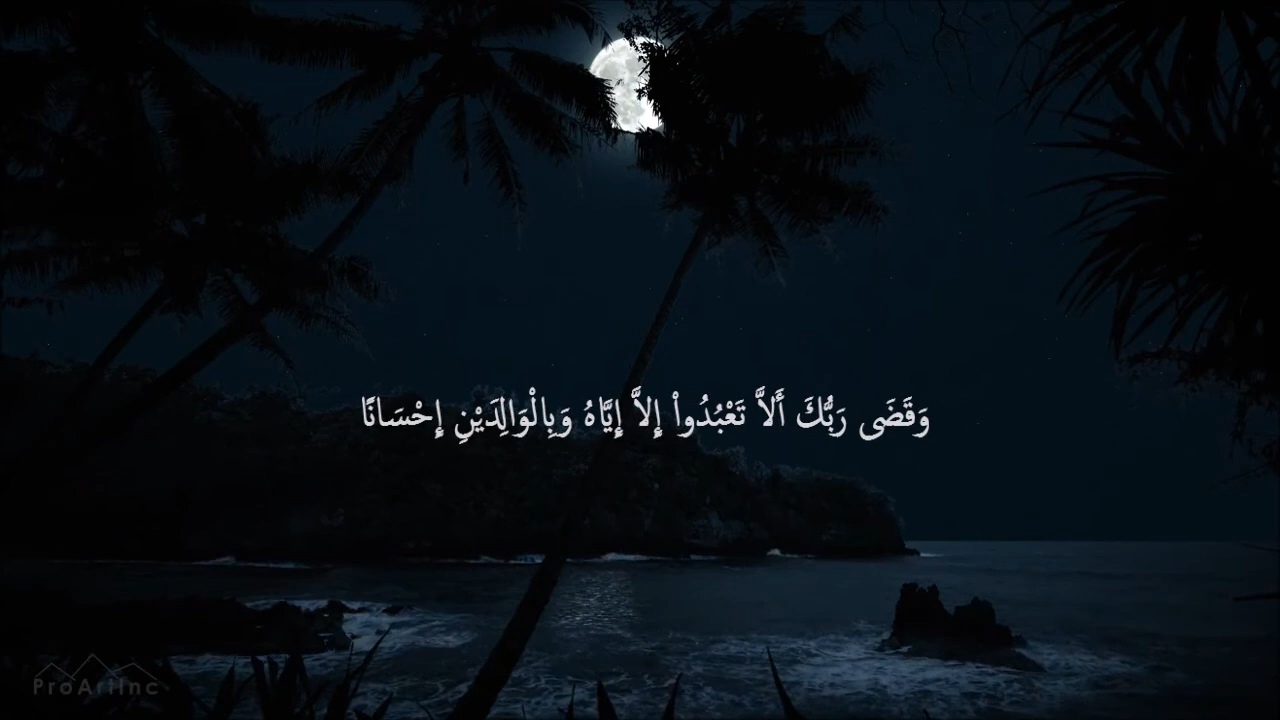 وَقَضَى رَبُّكَ أَلاَّ تَعْبُدُواْ إِلاَّ إِيَّاهُ وَبِالْوَالِدَيْنِ إِحْسَانًا
ProArtInc